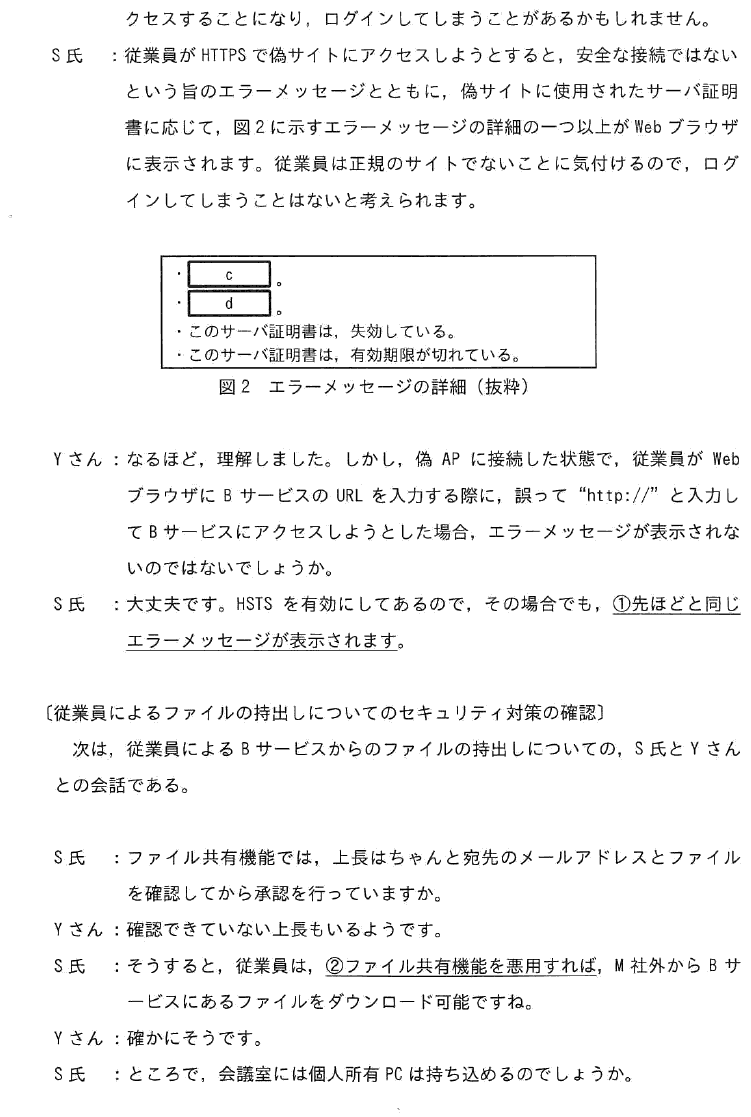 クセスすることになり，ログインしてしまうことがあるかもしれません。
S氏　：従業員がHTTPSで偽サイトにアクセスしようとすると，安全な接続ではない
という旨のエラーメッセージとともに，偽サイトに使用されたサーバ証明
書に応じて，図2に示すエラーメッセージの詳細の一つ以上がWebブラウザ
に表示されます。従業員は正規のサイトでないことに気付けるので，ログ
インしてしまうことはないと考えられます。
・ c 。
・ d 。
・このサーバ証明書は，失効している。
・このサーバ証明書は，有効期限が切れている。
図2　エラーメッセージの詳細（抜粋）
Yさん：なるほど，理解しました。しかし，偽 AP に接続した状態で，従業員が Web
ブラウザに B サービスの URL を入力する際に，誤って “http://” と入力し
て B サービスにアクセスしようとした場合，エラーメッセージが表示されな
いのではないでしょうか。
S氏　：大丈夫です。HSTS を有効にしてあるので，その場合でも，①先ほどと同じ
エラーメッセージが表示されます。
〔従業員によるファイルの持出しについてのセキュリティ対策の確認〕
次は，従業員による B サービスからのファイルの持出しについての，S 氏と Y さん
との会話である。
S氏　：ファイル共有機能では，上長はちゃんと宛先のメールアドレスとファイル
を確認してから承認を行っていますか。
Yさん：確認できていない上長もいるようです。
S氏　：そうすると，従業員は，②ファイル共有機能を悪用すれば，M 社外から B サ
ービスにあるファイルをダウンロード可能ですね。
Yさん：確かにそうです。
S氏　：ところで，会議室には個人所有 PC は持ち込めるのでしょうか。